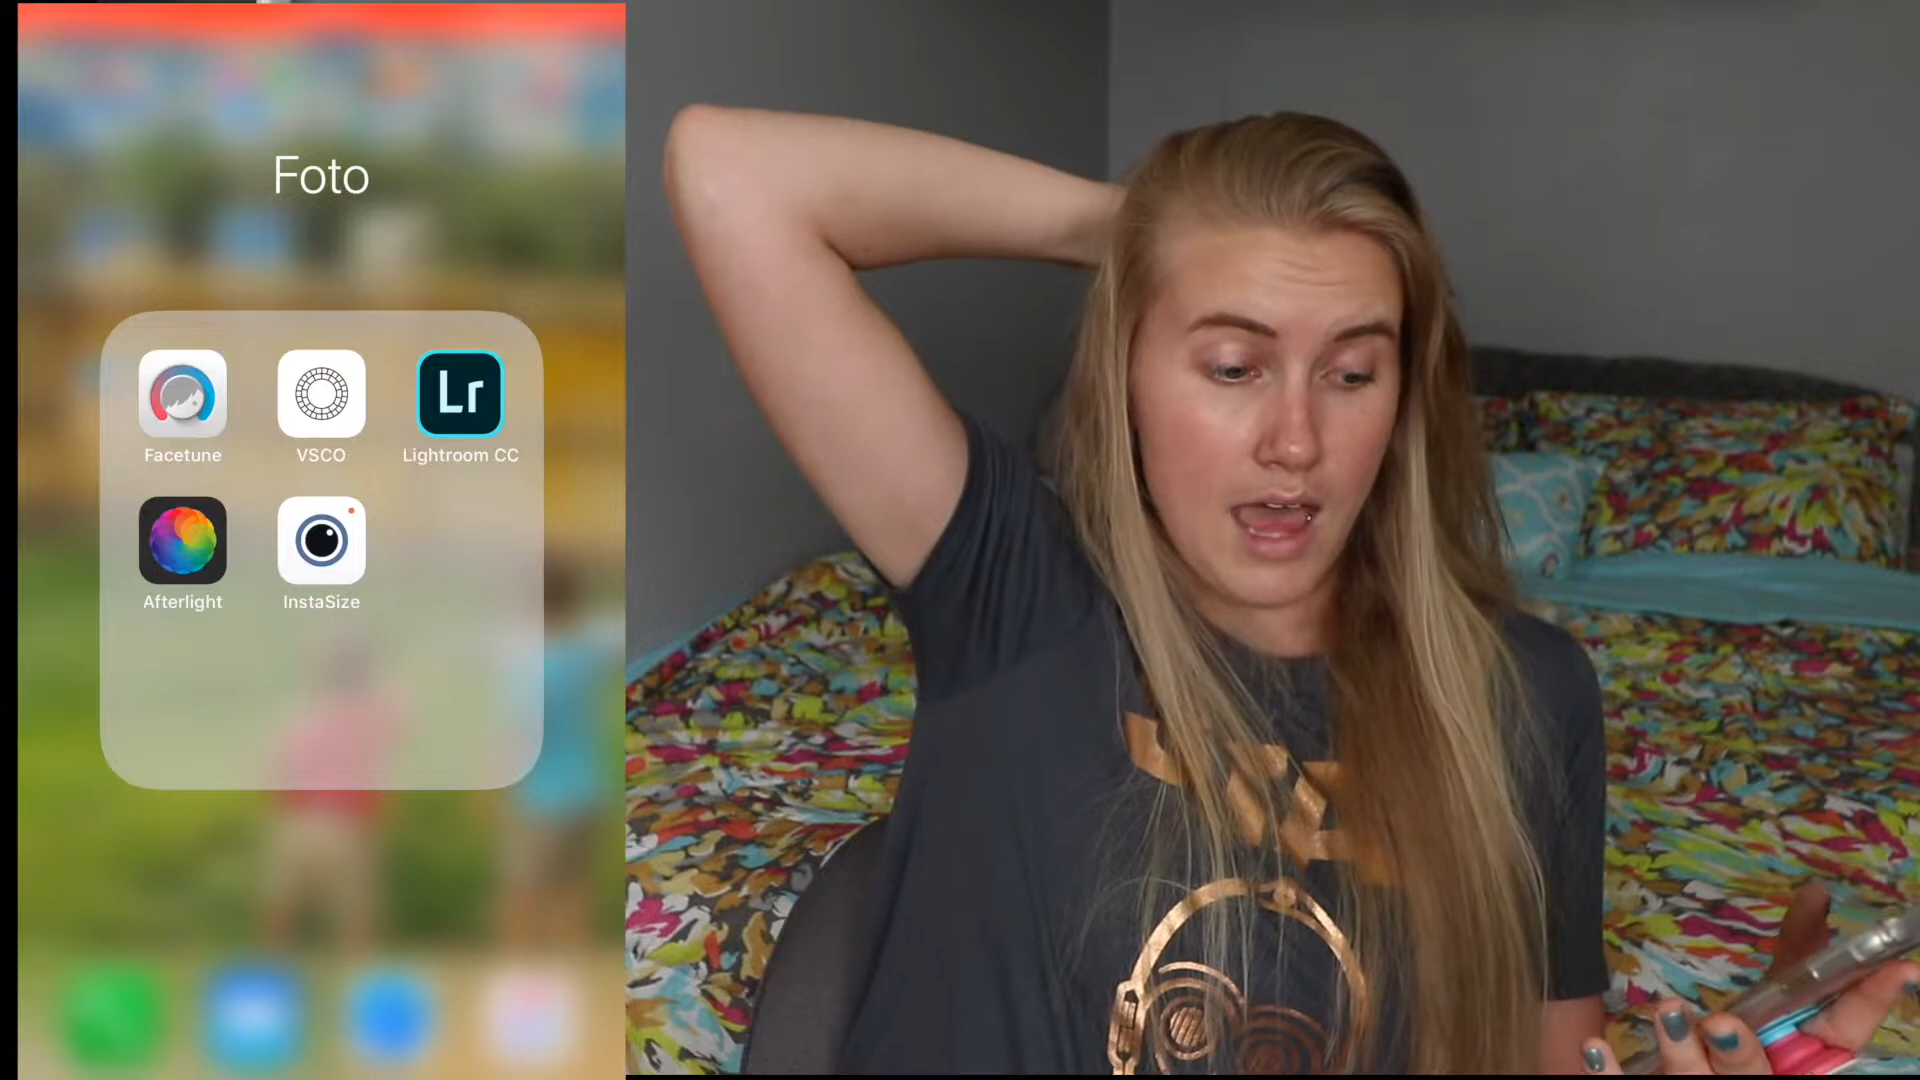 Foto
Lr
Facetune
VSCO
Lightroom CC
Afterlight
InstaSize